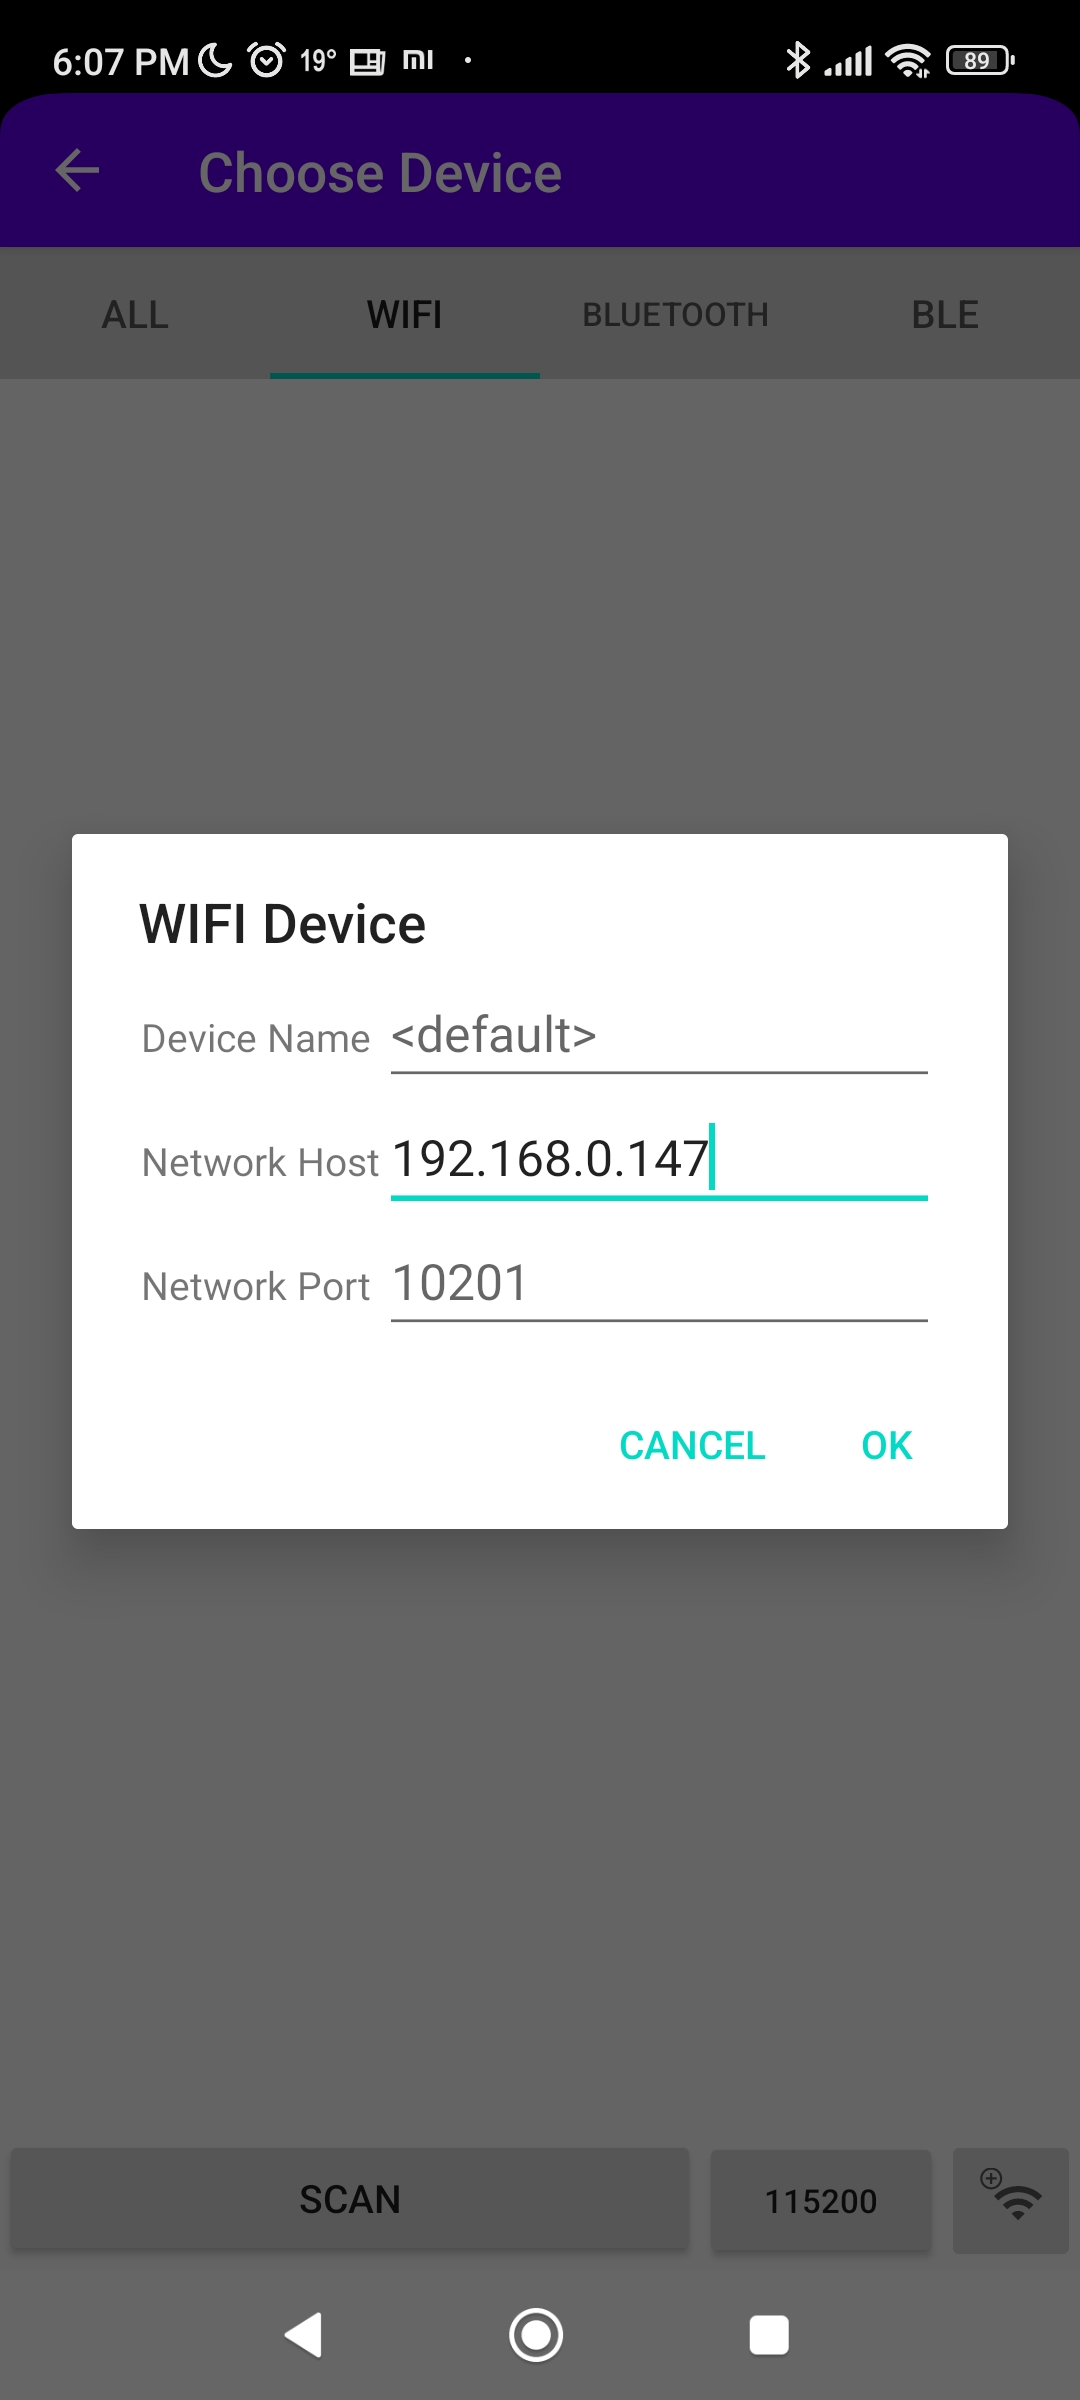 6:07 PM 19° 89
Choose Device
ALL WIFI BLUETOOTH BLE
WIFI Device
Device Name <default>
Network Host 192.168.0.147
Network Port 10201
CANCEL OK
SCAN 115200